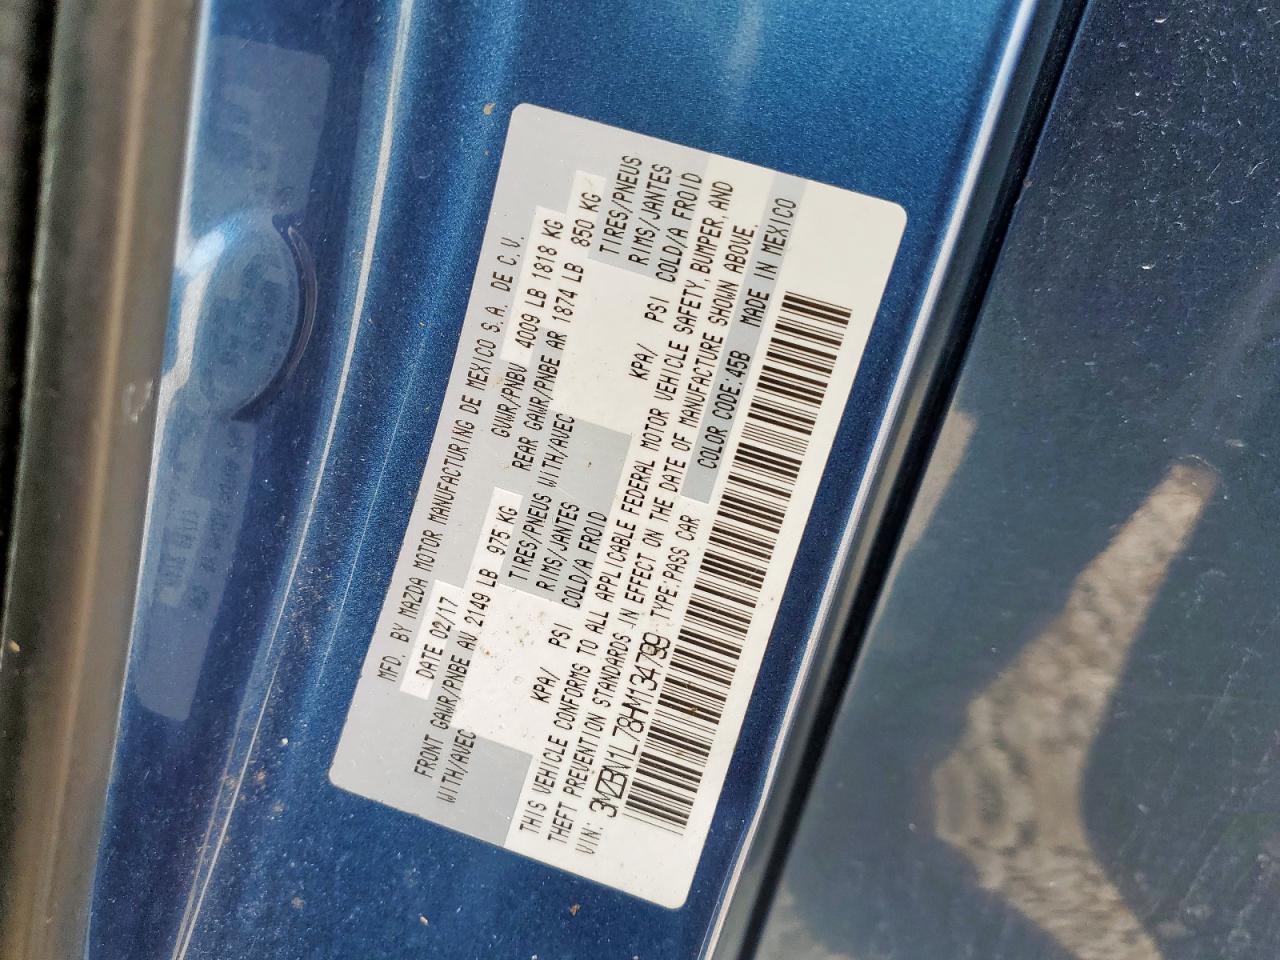 MFD. BY MAZDA MOTOR MANUFACTURING DE MEXICO S.A. DE C.V.
DATE 02/17 GVWR/PNBV 4009 LB 1818 KG
FRONT GAWR/PNBE AV 2149 LB 975 KG REAR GAWR/PNBE AR 1874 LB 850 KG
WITH/AVEC TIRES/PNEUS WITH/AVEC TIRES/PNEUS
RIMS/JANTES RIMS/JANTES
KPA/ PSI COLD/A FROID KPA/ PSI COLD/A FROID
THIS VEHICLE CONFORMS TO ALL APPLICABLE FEDERAL MOTOR VEHICLE SAFETY, BUMPER, AND
THEFT PREVENTION STANDARDS IN EFFECT ON THE DATE OF MANUFACTURE SHOWN ABOVE.
VIN: 3MZBN1L78HM134799 TYPE:PASS CAR COLOR CODE:45B MADE IN MEXICO